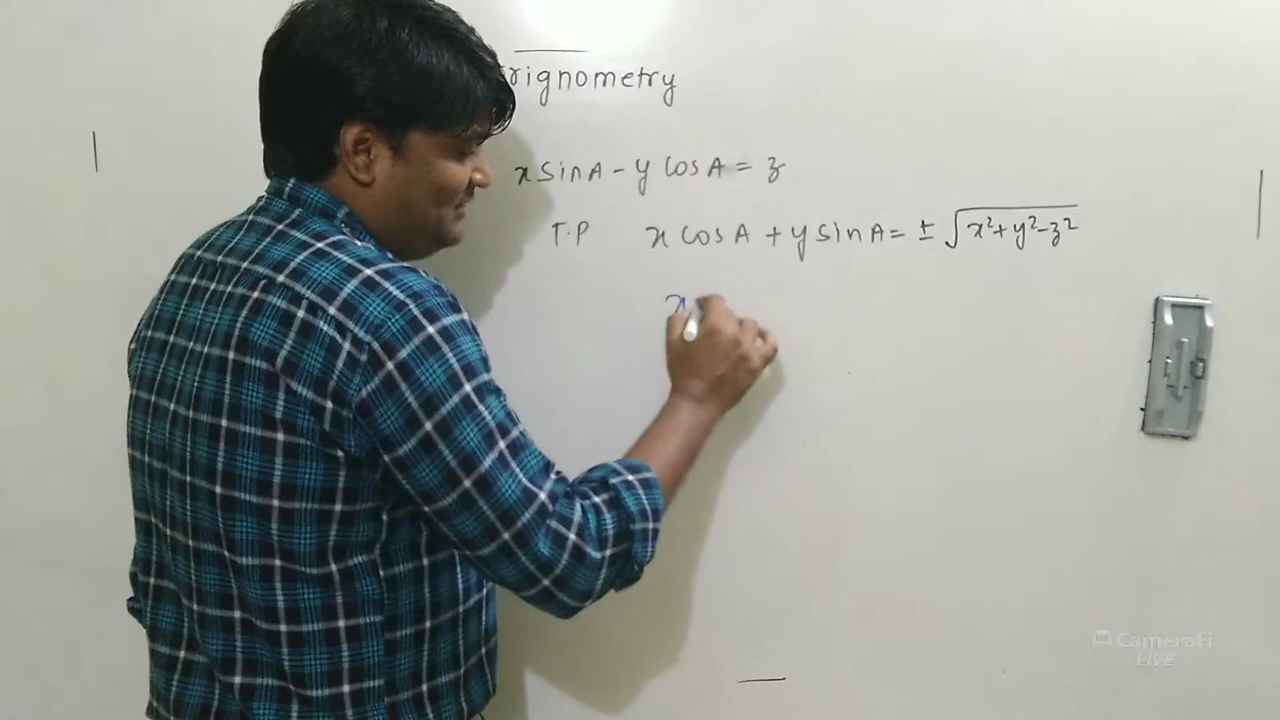 rignometry
x sin A - y cos A = z
T.P x cos A + y sin A = ± √x²+y²-z²
x
CameraFi
LIVE